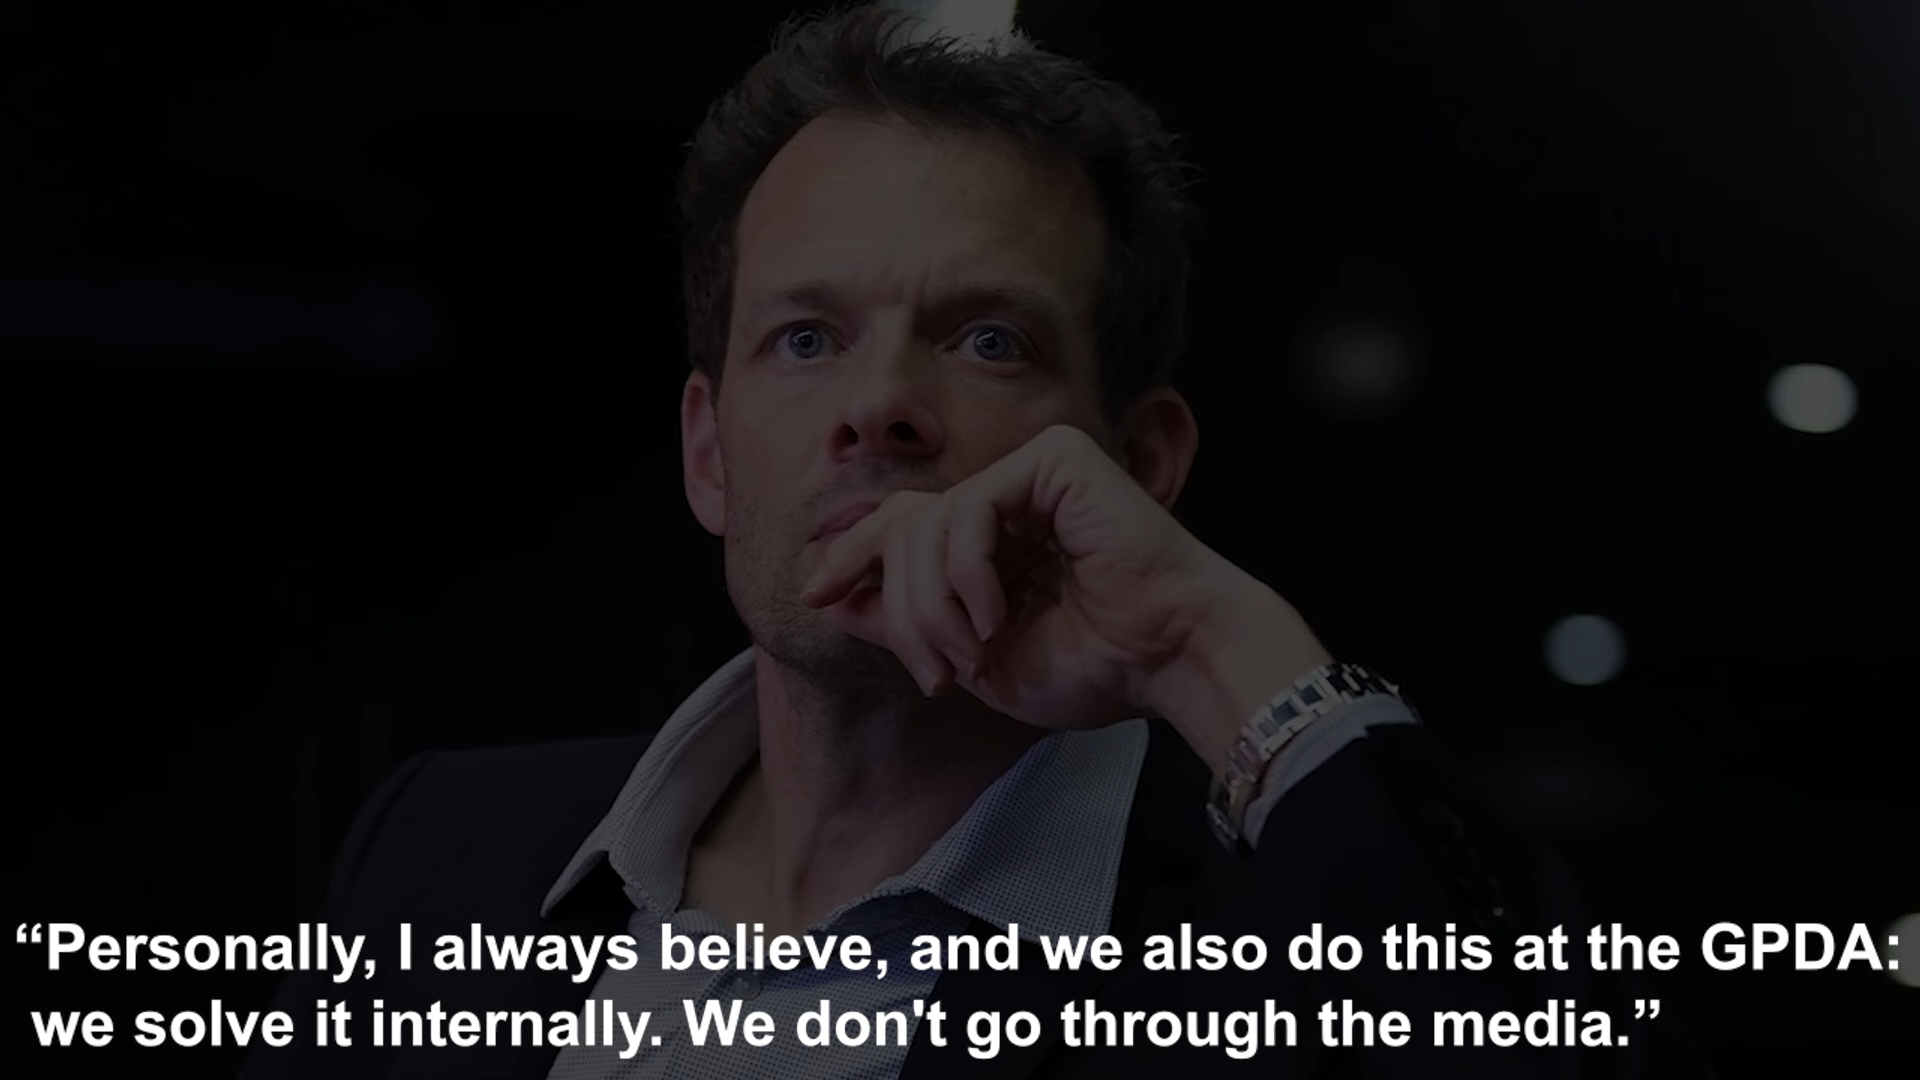 “Personally, I always believe, and we also do this at the GPDA:
we solve it internally. We don't go through the media.”